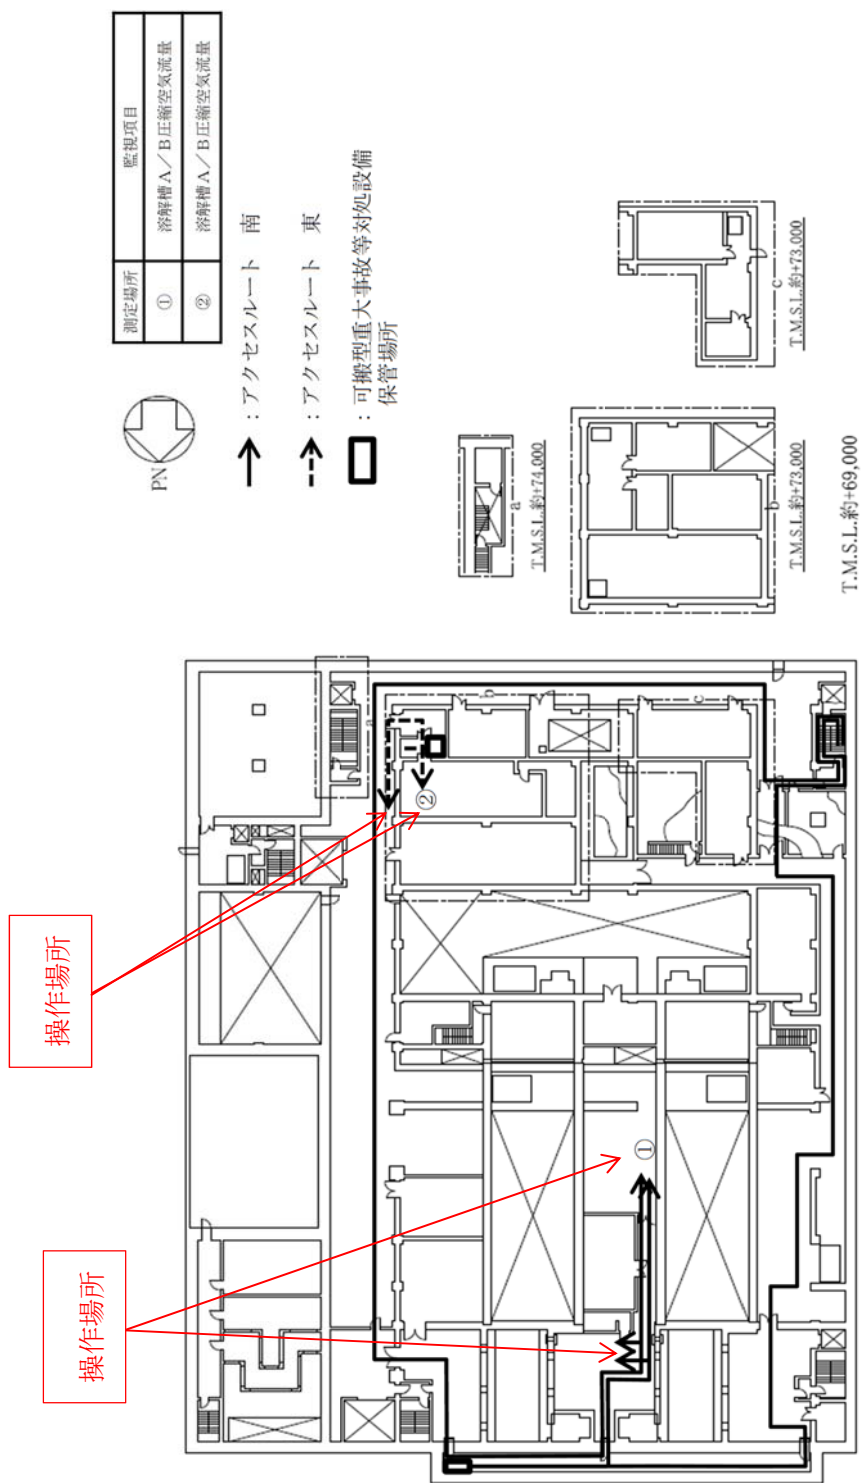 測定場所 監視項目
① 溶解槽A/B圧縮空気流量
② 溶解槽A/B圧縮空気流量
PN
:アクセスルート 南
:アクセスルート 東
:可搬型重大事故等対処設備
保管場所
a
T.M.S.L.約+74,000
b
T.M.S.L.約+73,000
c
T.M.S.L.約+73,000
T.M.S.L.約+69,000
操作場所
操作場所
a
b
c
①
②